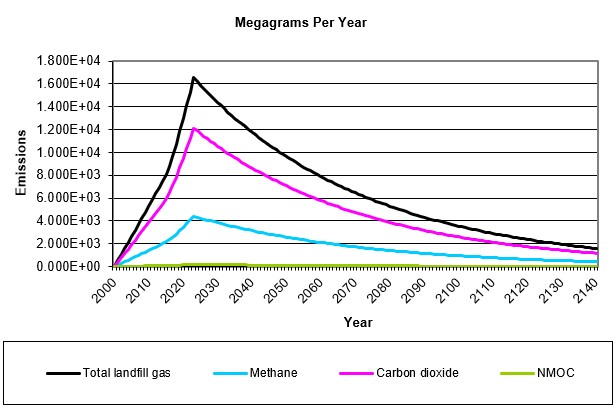 Megagrams Per Year
1.800E+04
1.600E+04
1.400E+04
1.200E+04
1.000E+04
8.000E+03
6.000E+03
4.000E+03
2.000E+03
0.000E+00
Emissions
2000 2010 2020 2030 2040 2050 2060 2070 2080 2090 2100 2110 2120 2130 2140
Year
Total landfill gas Methane Carbon dioxide NMOC